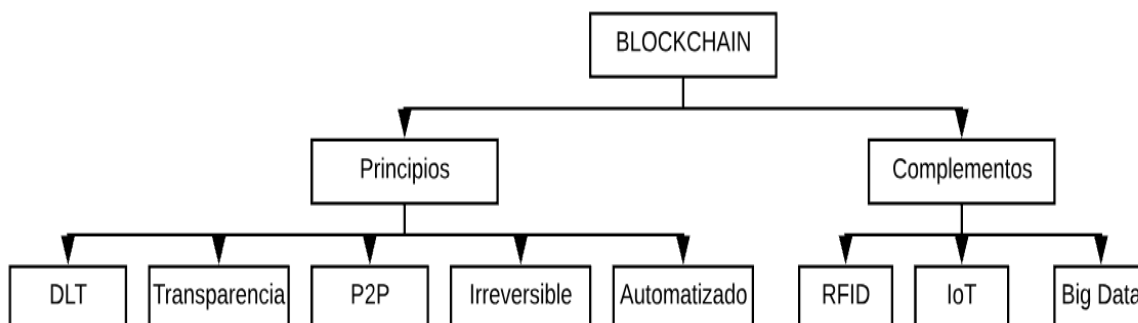 BLOCKCHAIN
Principios
Complementos
DLT
Transparencia
P2P
Irreversible
Automatizado
RFID
IoT
Big Data